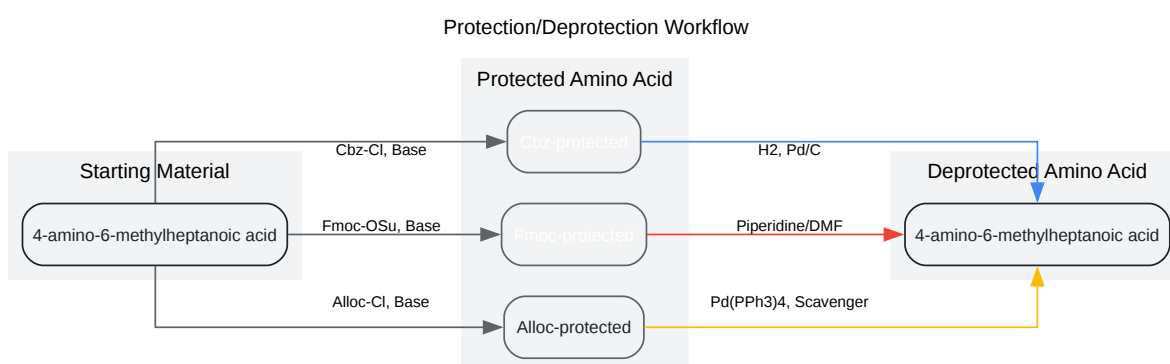 Protection/Deprotection Workflow
Protected Amino Acid
Cbz-protected
Cbz-Cl, Base
H2, Pd/C
Starting Material
Deprotected Amino Acid
4-amino-6-methylheptanoic acid
Fmoc-OSu, Base
Fmoc-protected
Piperidine/DMF
4-amino-6-methylheptanoic acid
Alloc-Cl, Base
Pd(PPh3)4, Scavenger
Alloc-protected